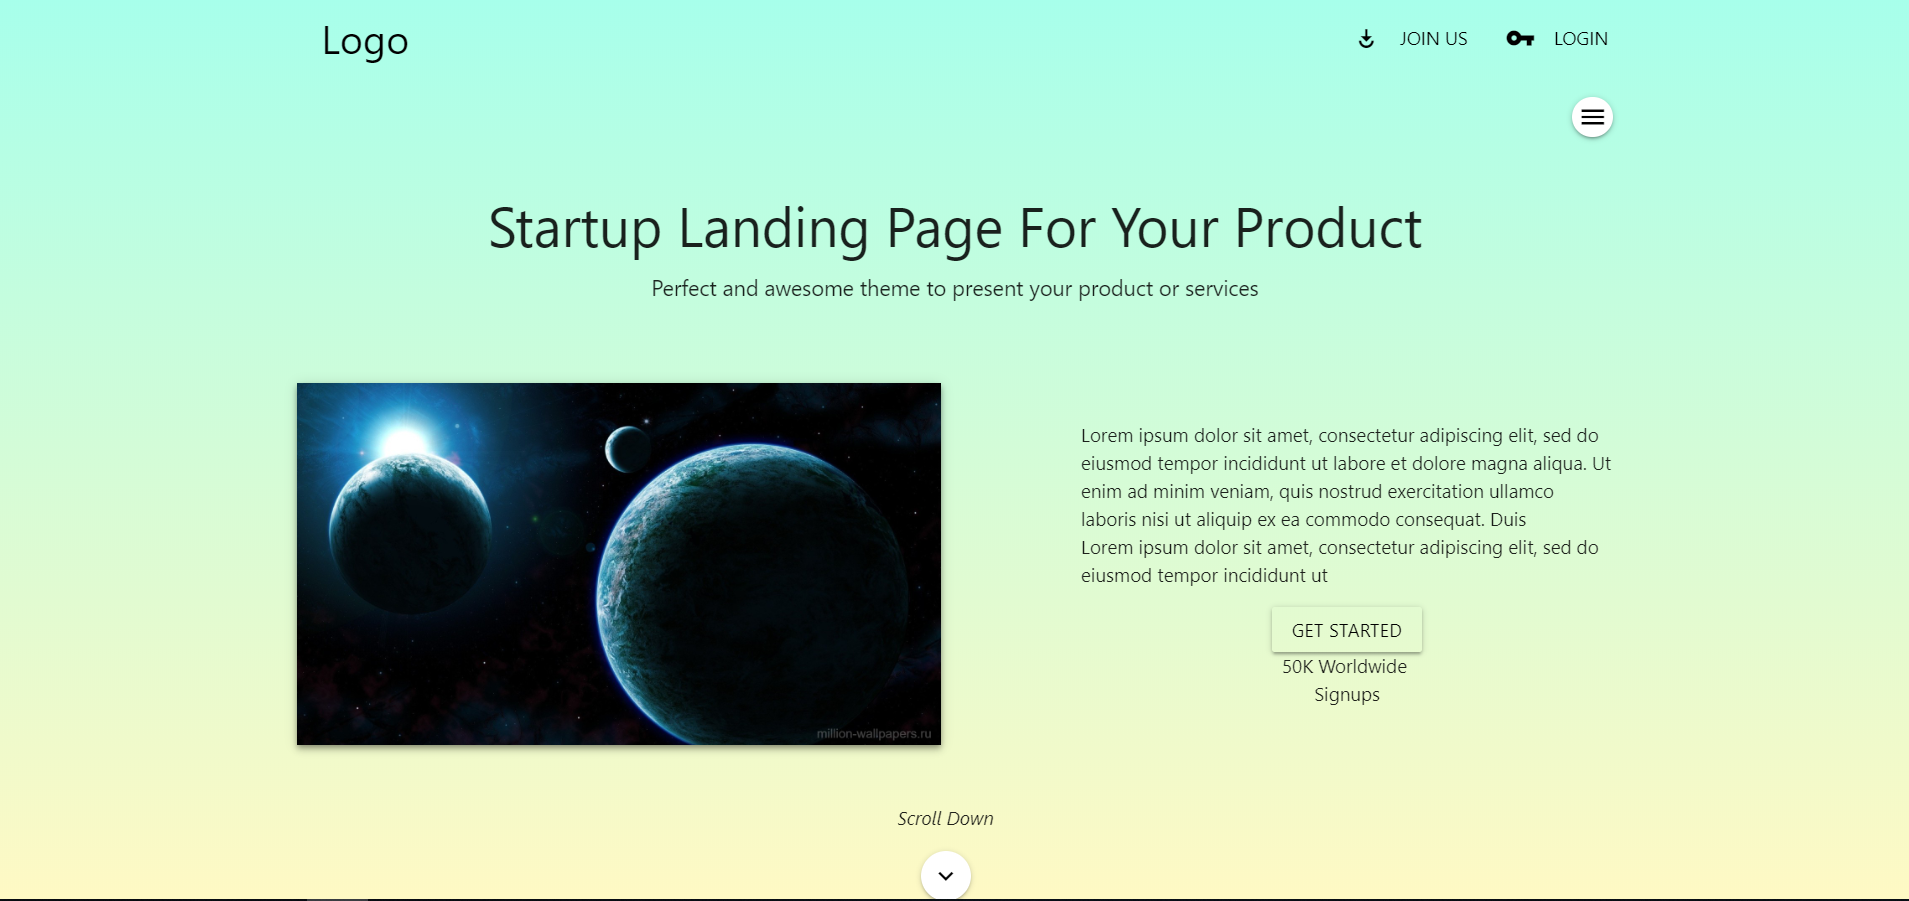 Logo
JOIN US
LOGIN
Startup Landing Page For Your Product
Perfect and awesome theme to present your product or services
Lorem ipsum dolor sit amet, consectetur adipiscing elit, sed do
eiusmod tempor incididunt ut labore et dolore magna aliqua. Ut
enim ad minim veniam, quis nostrud exercitation ullamco
laboris nisi ut aliquip ex ea commodo consequat. Duis
Lorem ipsum dolor sit amet, consectetur adipiscing elit, sed do
eiusmod tempor incididunt ut
GET STARTED
50K Worldwide
Signups
million-wallpapers.ru
Scroll Down